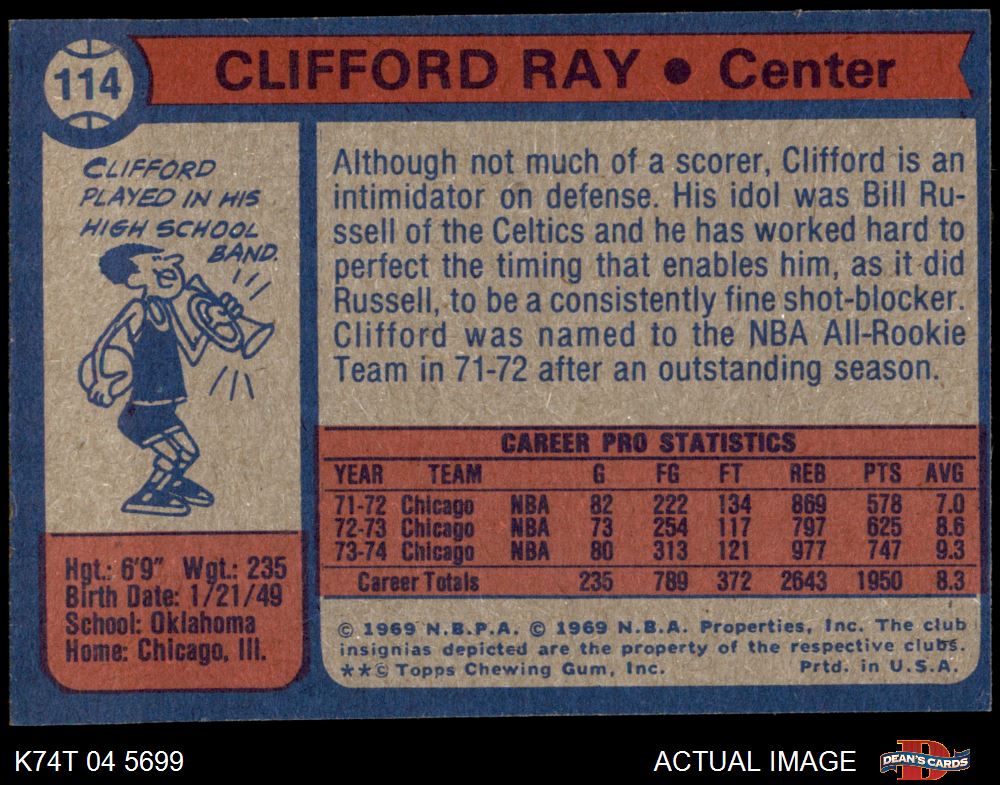 114
CLIFFORD RAY • Center
CLIFFORD
PLAYED IN HIS
HIGH SCHOOL
BAND.
Although not much of a scorer, Clifford is an
intimidator on defense. His idol was Bill Ru-
ssell of the Celtics and he has worked hard to
perfect the timing that enables him, as it did
Russell, to be a consistently fine shot-blocker.
Clifford was named to the NBA All-Rookie
Team in 71-72 after an outstanding season.
CAREER PRO STATISTICS
YEAR TEAM G FG FT REB PTS AVG
71-72 Chicago NBA 82 222 134 869 578 7.0
72-73 Chicago NBA 73 254 117 797 625 8.6
73-74 Chicago NBA 80 313 121 977 747 9.3
Career Totals 235 789 372 2643 1950 8.3
Hgt.: 6'9" Wgt.: 235
Birth Date: 1/21/49
School: Oklahoma
Home: Chicago, Ill.
© 1969 N.B.P.A. © 1969 N.B.A. Properties, Inc. The club
insignias depicted are the property of the respective clubs.
**© Topps Chewing Gum, Inc. Prtd. in U.S.A.
K74T 04 5699
ACTUAL IMAGE
DEAN'S CARDS